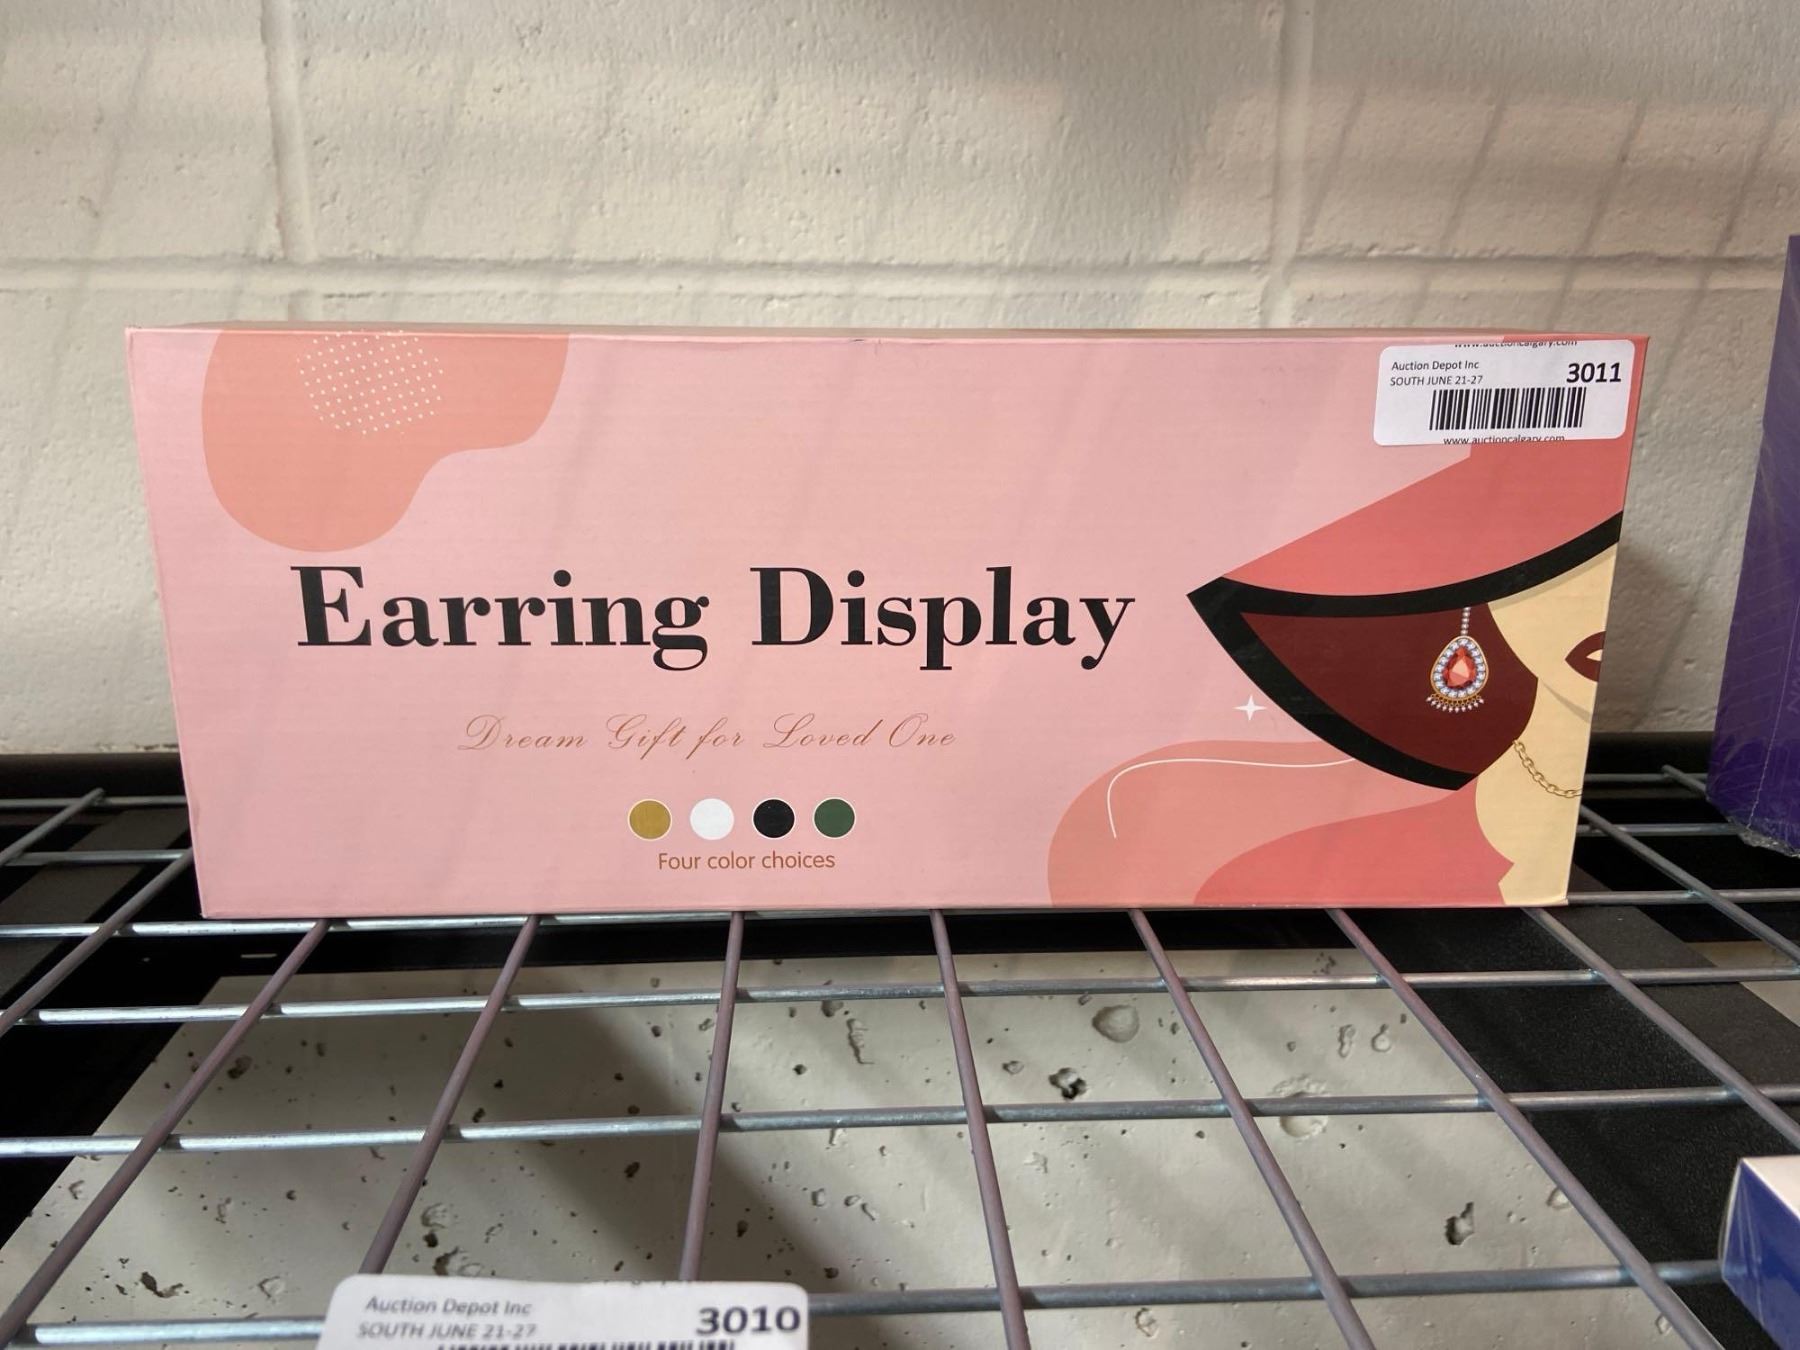 www.auctioncalgary.com
Auction Depot Inc
SOUTH JUNE 21-27
3011
www.auctioncalgary.com
Earring Display
Dream Gift for Loved One
Four color choices
Auction Depot Inc
SOUTH JUNE 21-27
3010